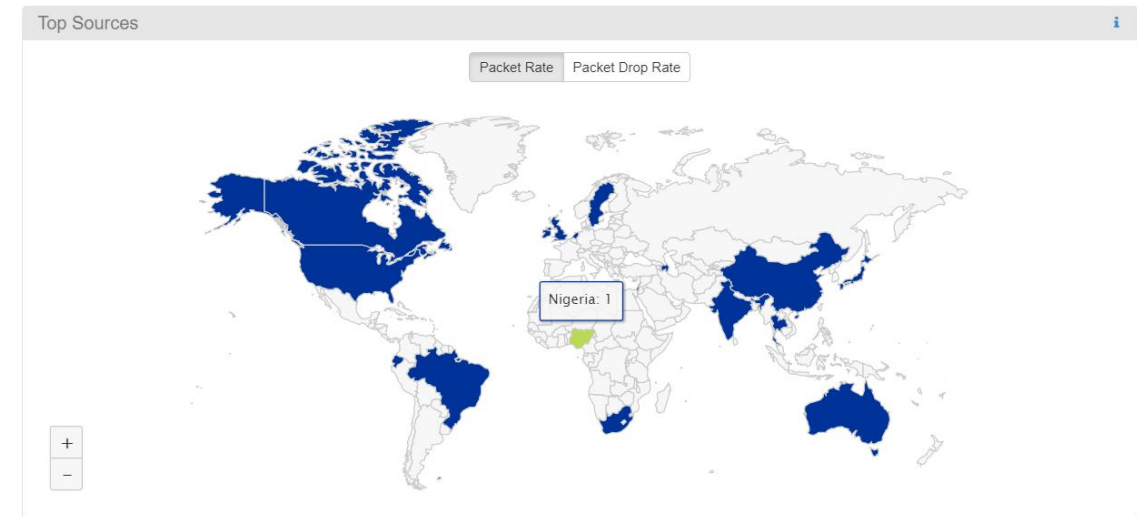 Top Sources
i
Packet Rate Packet Drop Rate
Nigeria: 1
+
−